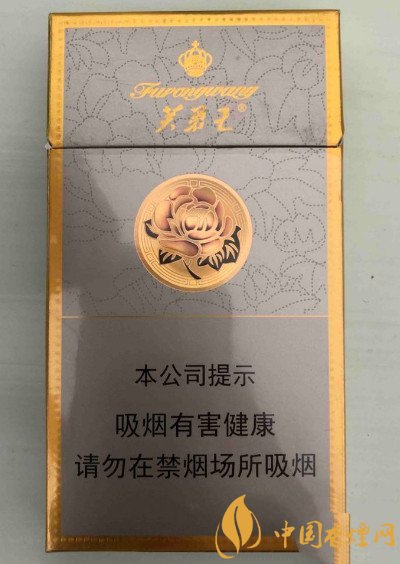 Furongwang
芙蓉王®
本公司提示
吸烟有害健康
请勿在禁烟场所吸烟
中国香烟网